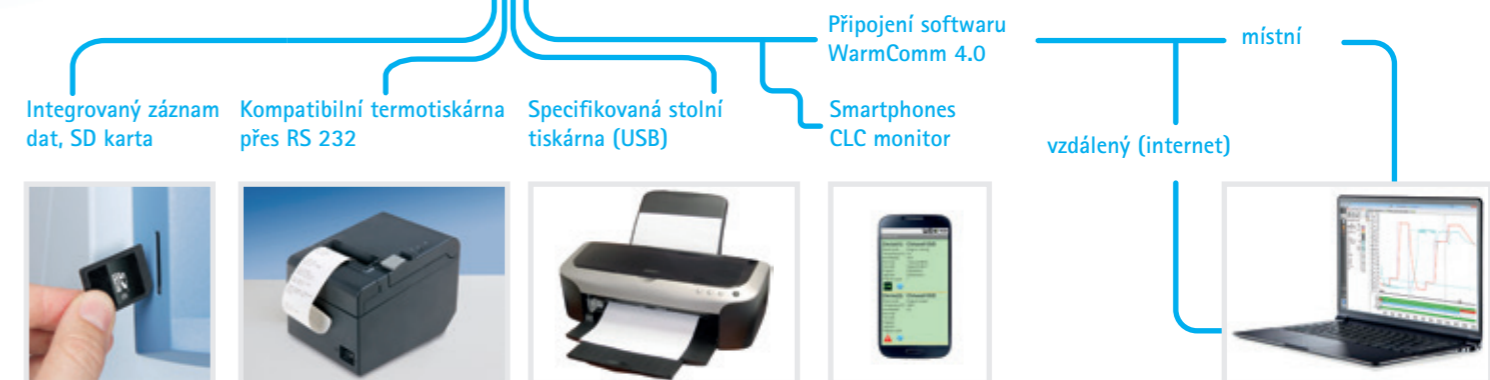 Připojení softwaru
WarmComm 4.0
místní
Integrovaný záznam
dat, SD karta
Kompatibilní termotiskárna
přes RS 232
Specifikovaná stolní
tiskárna (USB)
Smartphones
CLC monitor
vzdálený (internet)